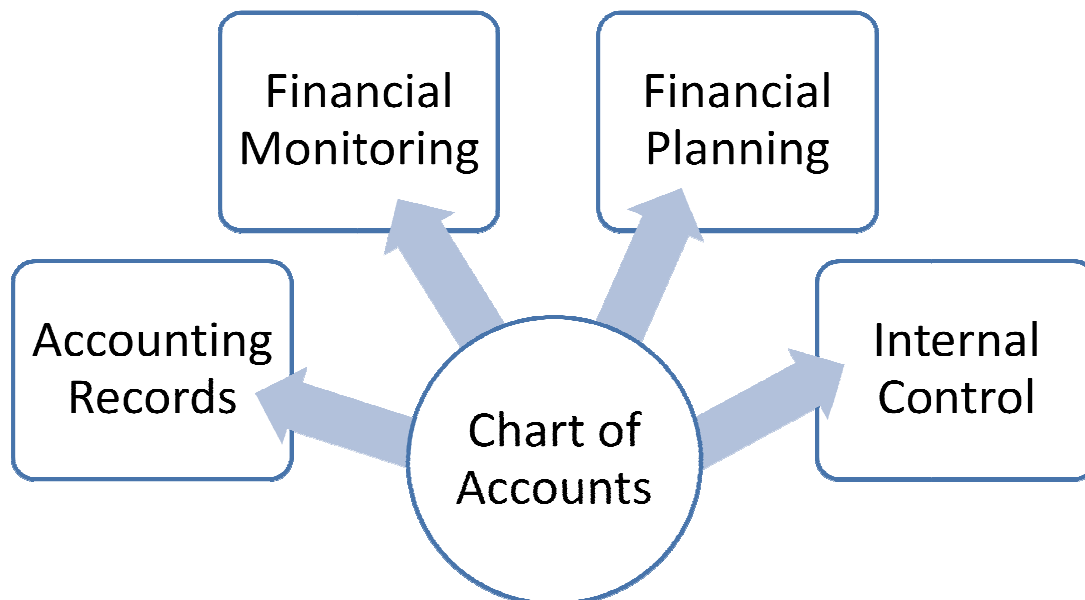 Financial
Monitoring
Financial
Planning
Accounting
Records
Internal
Control
Chart of
Accounts